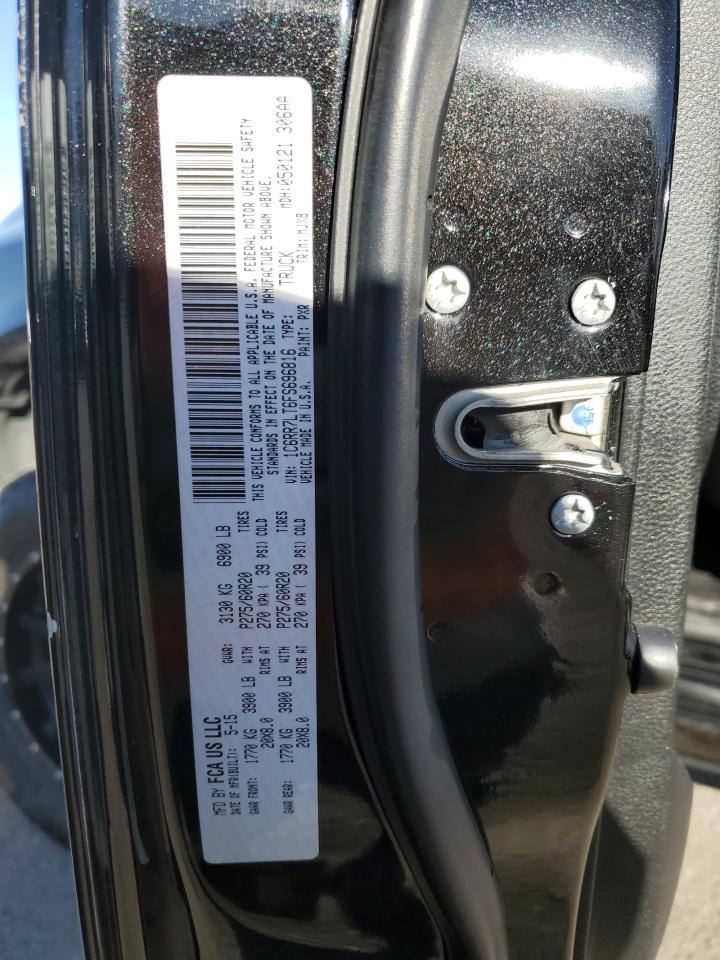 MFD BY FCA US LLC
DATE OF MFR(BUILT): 5-15 GVWR: 3130 KG 6900 LB
GAWR FRONT: 1770 KG 3900 LB WITH P275/60R20 TIRES
20X8.0 RIMS AT 270 KPA ( 39 PSI) COLD
GAWR REAR: 1770 KG 3900 LB WITH P275/60R20 TIRES
20X8.0 RIMS AT 270 KPA ( 39 PSI) COLD
THIS VEHICLE CONFORMS TO ALL APPLICABLE U.S.A. FEDERAL MOTOR VEHICLE SAFETY
STANDARDS IN EFFECT ON THE DATE OF MANUFACTURE SHOWN ABOVE.
VIN: 1C6RR7LT6FS696816 TYPE: TRUCK MDH:050121 306AA
VEHICLE MADE IN U.S.A. PAINT: PXR TRIM: MJX8